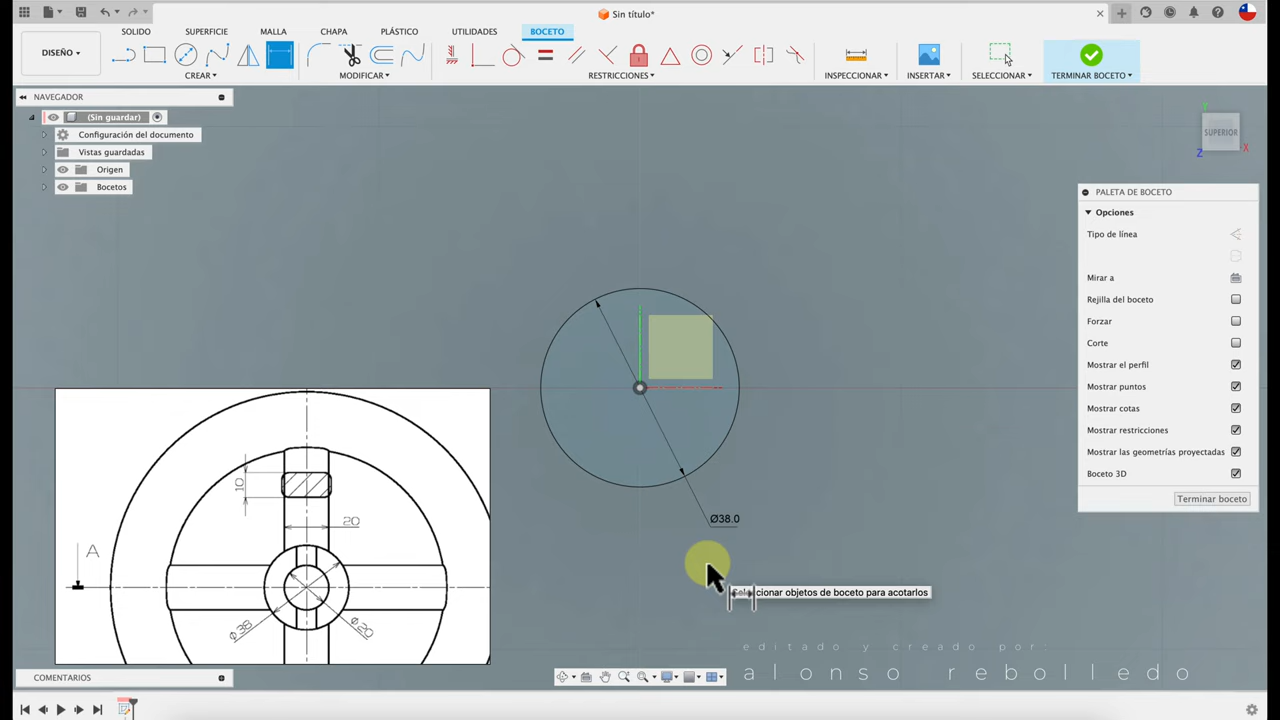 Sin título*
SOLIDO SUPERFICIE MALLA CHAPA PLÁSTICO UTILIDADES BOCETO
DISEÑO
CREAR MODIFICAR RESTRICCIONES INSPECCIONAR INSERTAR SELECCIONAR TERMINAR BOCETO
NAVEGADOR
(Sin guardar)
Configuración del documento
Vistas guardadas
Origen
Bocetos
SUPERIOR
Y
Z
X
PALETA DE BOCETO
Opciones
Tipo de línea
Mirar a
Rejilla del boceto
Forzar
Corte
Mostrar el perfil
Mostrar puntos
Mostrar cotas
Mostrar restricciones
Mostrar las geometrías proyectadas
Boceto 3D
Terminar boceto
Ø38.0
cionar objetos de boceto para acotarlos
10
20
A
Φ38
Φ20
editado y creado por:
alonso rebolledo
COMENTARIOS